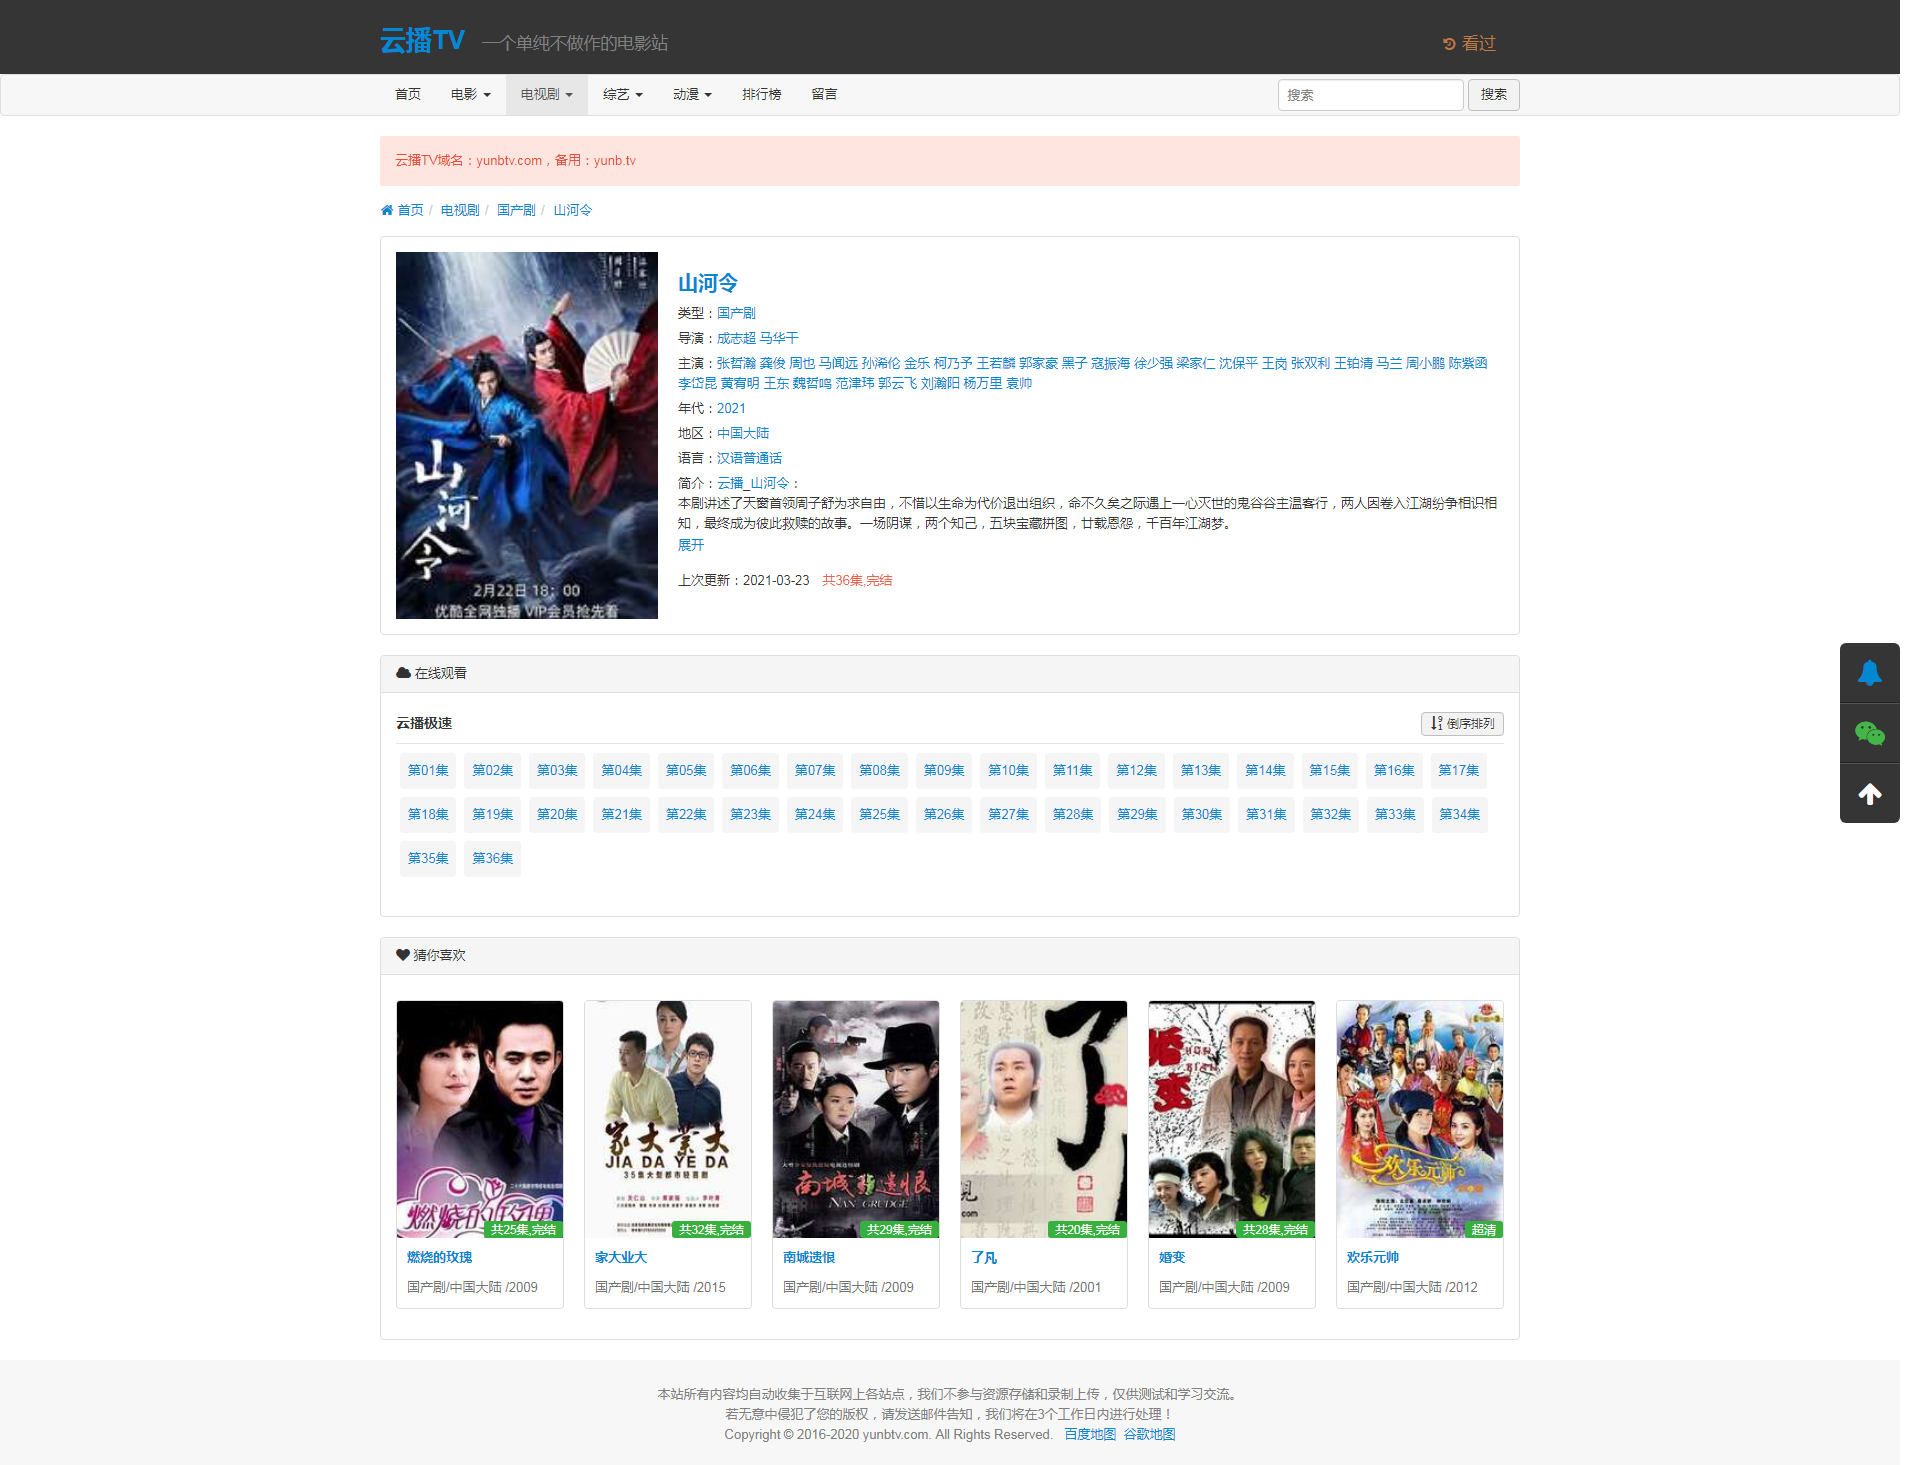 云播TV 一个单纯不做作的电影站
看过
首页 电影 电视剧 综艺 动漫 排行榜 留言
搜索 搜索
云播TV域名：yunbtv.com，备用：yunb.tv
首页 / 电视剧 / 国产剧 / 山河令
山河令
2月22日 18：00
优酷全网独播 VIP会员抢先看
山河令
类型：国产剧
导演：成志超 马华干
主演：张哲瀚 龚俊 周也 马闻远 孙浠伦 金乐 柯乃予 王若麟 郭家豪 黑子 寇振海 徐少强 梁家仁 沈保平 王岗 张双利 王铂清 马兰 周小鹏 陈紫函
李岱昆 黄宥明 王东 魏哲鸣 范津玮 郭云飞 刘瀚阳 杨万里 袁帅
年代：2021
地区：中国大陆
语言：汉语普通话
简介：云播_山河令：
本剧讲述了天窗首领周子舒为求自由，不惜以生命为代价退出组织，命不久矣之际遇上一心灭世的鬼谷谷主温客行，两人因卷入江湖纷争相识相
知，最终成为彼此救赎的故事。一场阴谋，两个知己，五块宝藏拼图，廿载恩怨，千百年江湖梦。
展开
上次更新：2021-03-23 共36集,完结
在线观看
云播极速
倒序排列
第01集 第02集 第03集 第04集 第05集 第06集 第07集 第08集 第09集 第10集 第11集 第12集 第13集 第14集 第15集 第16集 第17集
第18集 第19集 第20集 第21集 第22集 第23集 第24集 第25集 第26集 第27集 第28集 第29集 第30集 第31集 第32集 第33集 第34集
第35集 第36集
猜你喜欢
燃烧的玫瑰
共25集,完结
燃烧的玫瑰
国产剧/中国大陆 /2009
家大业大
JIA DA YE DA
35集大型都市轻喜剧
共32集,完结
家大业大
国产剧/中国大陆 /2015
南城遗恨
NAN GRUDGE
共29集,完结
南城遗恨
国产剧/中国大陆 /2009
了
com
共20集,完结
了凡
国产剧/中国大陆 /2001
婚变
HUN BIAN
共28集,完结
婚变
国产剧/中国大陆 /2009
欢乐元帅
超清
欢乐元帅
国产剧/中国大陆 /2012
本站所有内容均自动收集于互联网上各站点，我们不参与资源存储和录制上传，仅供测试和学习交流。
若无意中侵犯了您的版权，请发送邮件告知，我们将在3个工作日内进行处理！
Copyright © 2016-2020 yunbtv.com. All Rights Reserved. 百度地图 谷歌地图